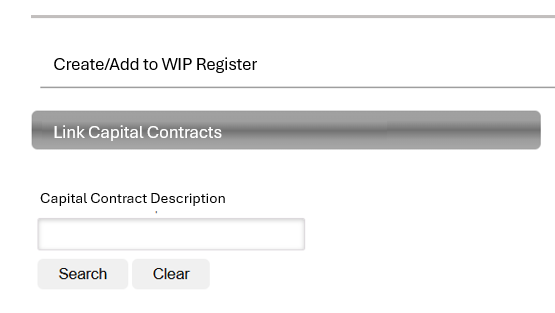 Create/Add to WIP Register
Link Capital Contracts
Capital Contract Description
Search Clear